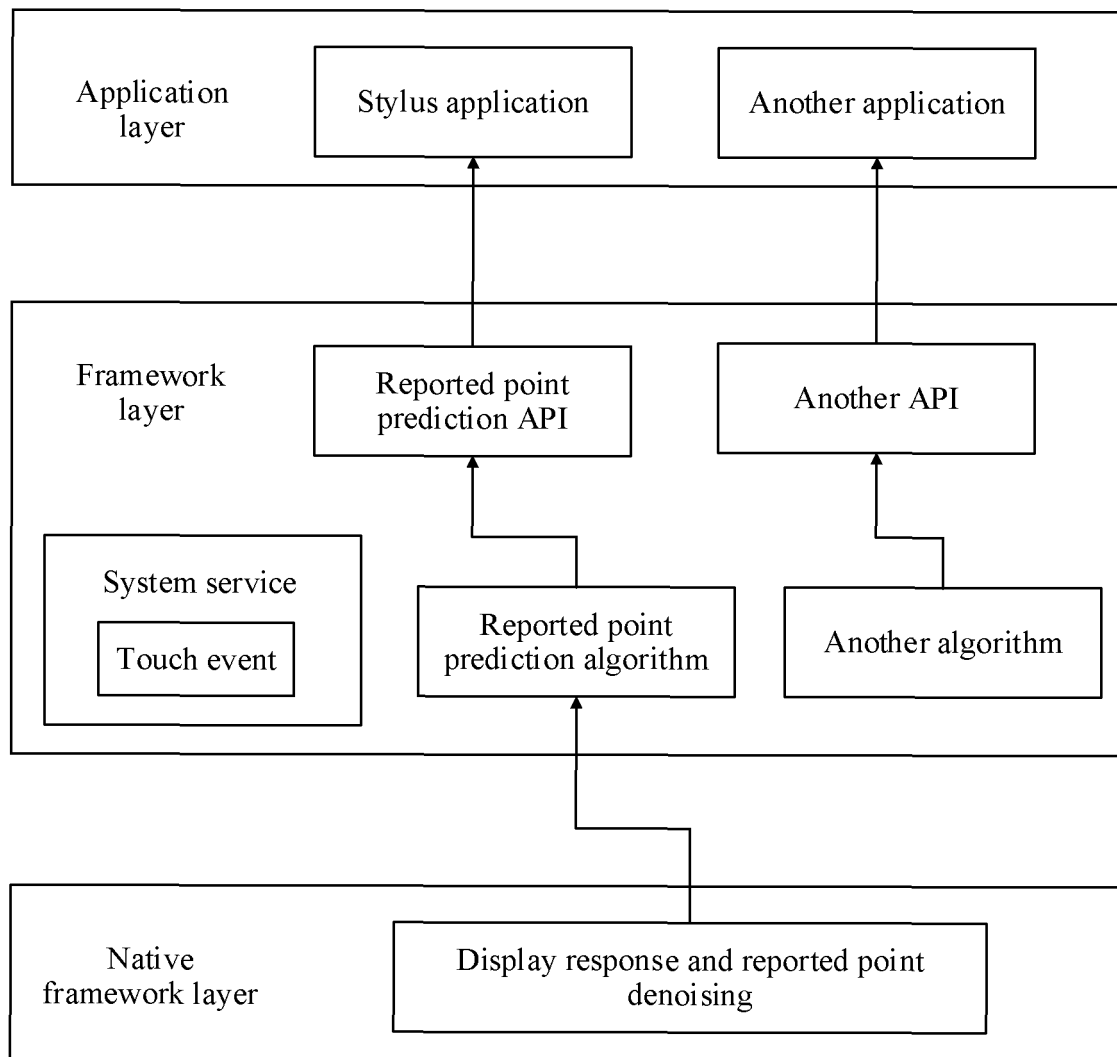 Application
layer
Stylus application
Another application
Framework
layer
Reported point
prediction API
Another API
System service
Touch event
Reported point
prediction algorithm
Another algorithm
Native
framework layer
Display response and reported point
denoising